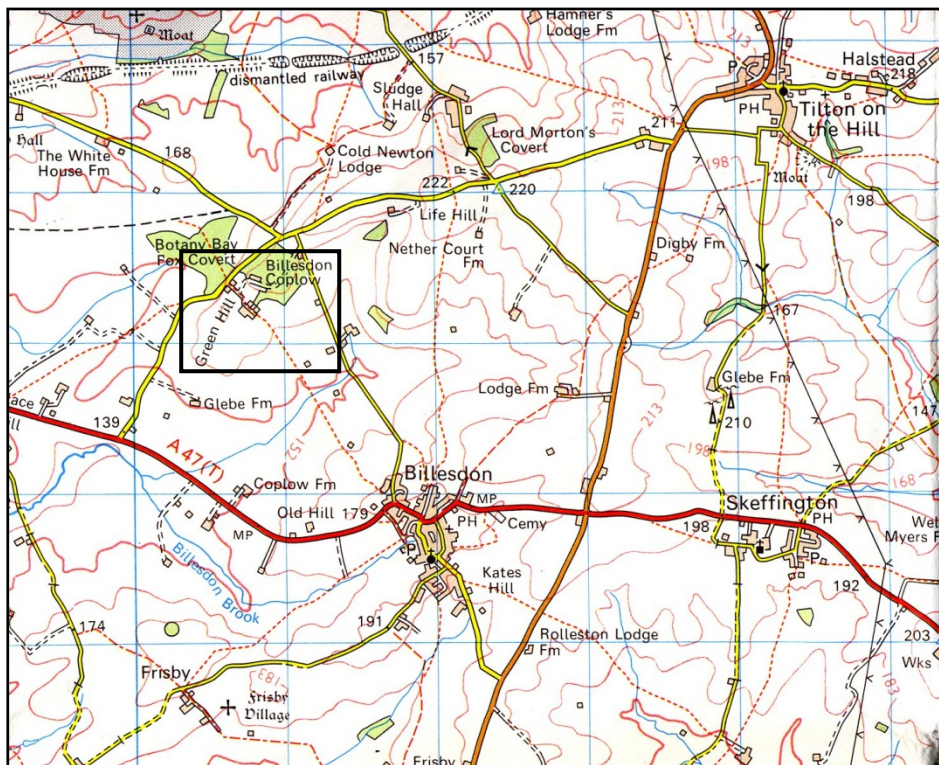 Moat
Hamner's
Lodge Fm
213
157
dismantled railway
P
Halstead
218
Sludge
Hall
PH
Tilton on
the Hill
Hall
The White
House Fm
168
213
Lord Morton's
Covert
211
Cold Newton
Lodge
198
Moat
222
220
198
Life Hill
Botany Bay
Fox Covert
Nether Court
Fm
Digby Fm
Billesdon
Coplow
Green Hill
167
Glebe Fm
Lodge Fm
Glebe Fm
213
210
147
139
A 47(T)
152
198
Billesdon
168
Coplow Fm
MP
Skeffington
Old Hill
179
PH
Cemy
198
PH
MP
P
P
Billesdon
Brook
Kates
Hill
192
191
174
Rolleston Lodge
Fm
203
Wks
Frisby
183
Frisby
Village
183
Frisby